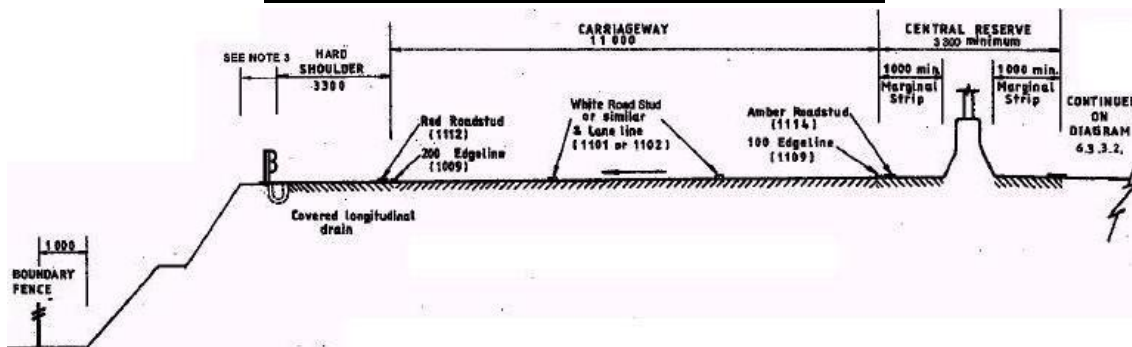 CARRIAGEWAY
11 000
CENTRAL RESERVE
3 300 minimum
SEE NOTE 3
HARD
SHOULDER
3300
1000 min.
Marginal
Strip
1000 min.
Marginal
Strip
CONTINUED
ON
DIAGRAM
6.3.3.2.
Red Roadstud
(1112)
200 Edgeline
(1009)
White Road Stud
or similar
& Lane line
(1101 or 1102)
Amber Roadstud
(1114)
100 Edgeline
(1109)
Covered longitudinal
drain
1000
BOUNDARY
FENCE